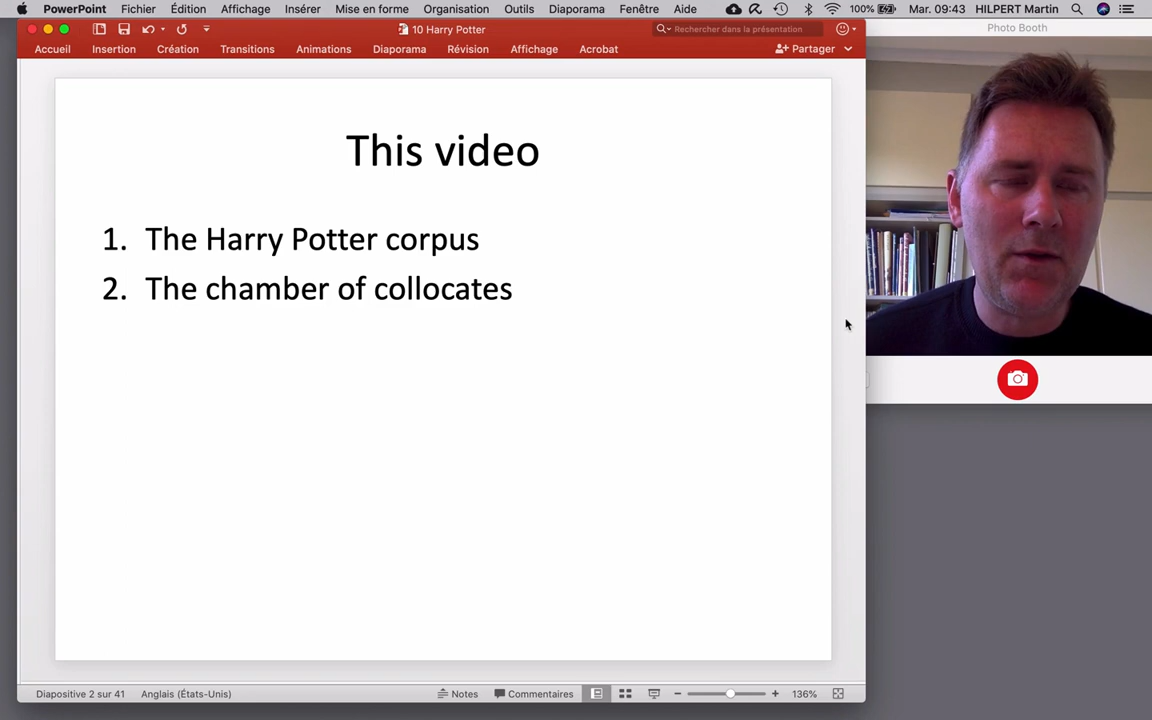 PowerPoint Fichier Édition Affichage Insérer Mise en forme Organisation Outils Diaporama Fenêtre Aide 100% Mar. 09:43 HILPERT Martin
10 Harry Potter
Rechercher dans la présentation
Photo Booth
Accueil Insertion Création Transitions Animations Diaporama Révision Affichage Acrobat Partager
This video
1. The Harry Potter corpus
2. The chamber of collocates
Diapositive 2 sur 41 Anglais (États-Unis) Notes Commentaires 136%